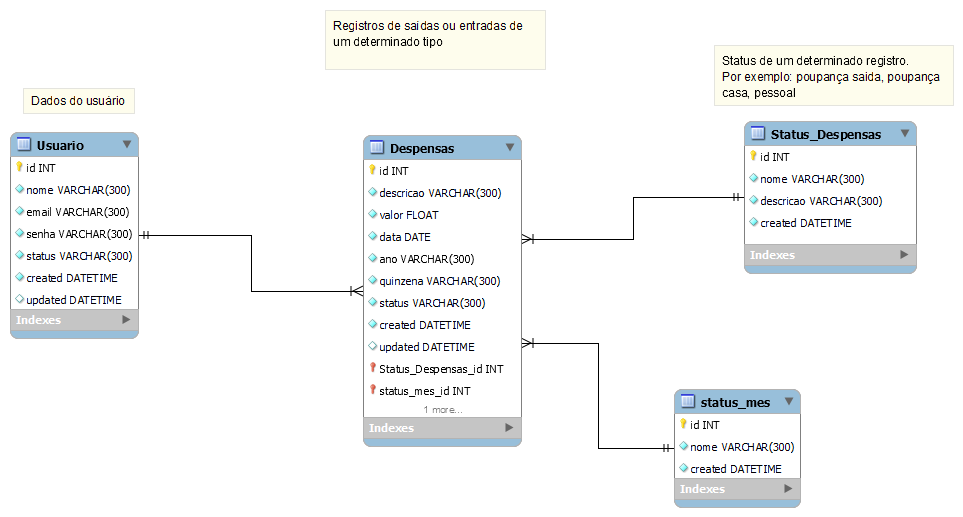 Registros de saídas ou entradas de
um determinado tipo
Status de um determinado registro.
Por exemplo: poupança saída, poupança
casa, pessoal
Dados do usuário
Usuario
id INT
nome VARCHAR(300)
email VARCHAR(300)
senha VARCHAR(300)
status VARCHAR(300)
created DATETIME
updated DATETIME
Indexes
Despensas
id INT
descricao VARCHAR(300)
valor FLOAT
data DATE
ano VARCHAR(300)
quinzena VARCHAR(300)
status VARCHAR(300)
created DATETIME
updated DATETIME
Status_Despensas_id INT
status_mes_id INT
1 more...
Indexes
Status_Despensas
id INT
nome VARCHAR(300)
descricao VARCHAR(300)
created DATETIME
Indexes
status_mes
id INT
nome VARCHAR(300)
created DATETIME
Indexes